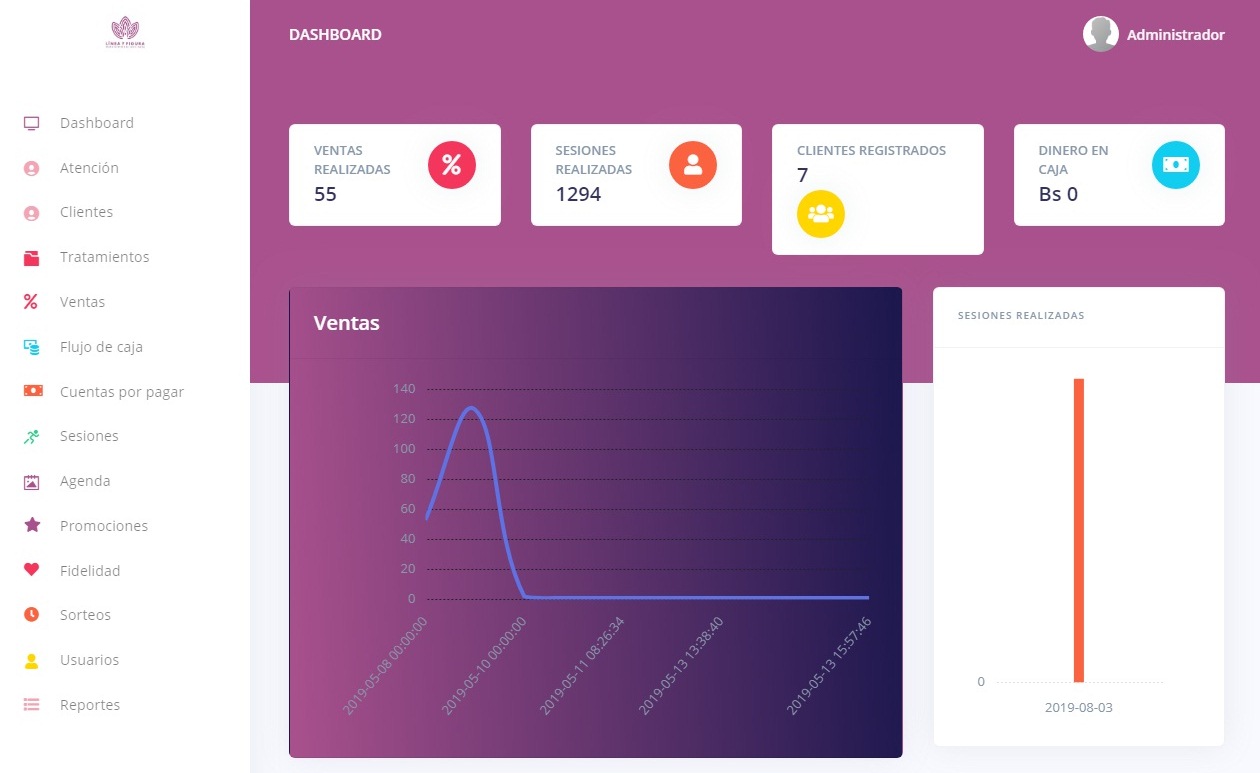 LÍNEA Y FIGURA
Dashboard
Atención
Clientes
Tratamientos
Ventas
Flujo de caja
Cuentas por pagar
Sesiones
Agenda
Promociones
Fidelidad
Sorteos
Usuarios
Reportes
DASHBOARD
Administrador
VENTAS
REALIZADAS
55
SESIONES
REALIZADAS
1294
CLIENTES REGISTRADOS
7
DINERO EN
CAJA
Bs 0
Ventas
140
120
100
80
60
40
20
0
2019-05-08 00:00:00
2019-05-10 00:00:00
2019-05-11 08:26:34
2019-05-13 13:38:40
2019-05-13 15:57:46
SESIONES REALIZADAS
0
2019-08-03